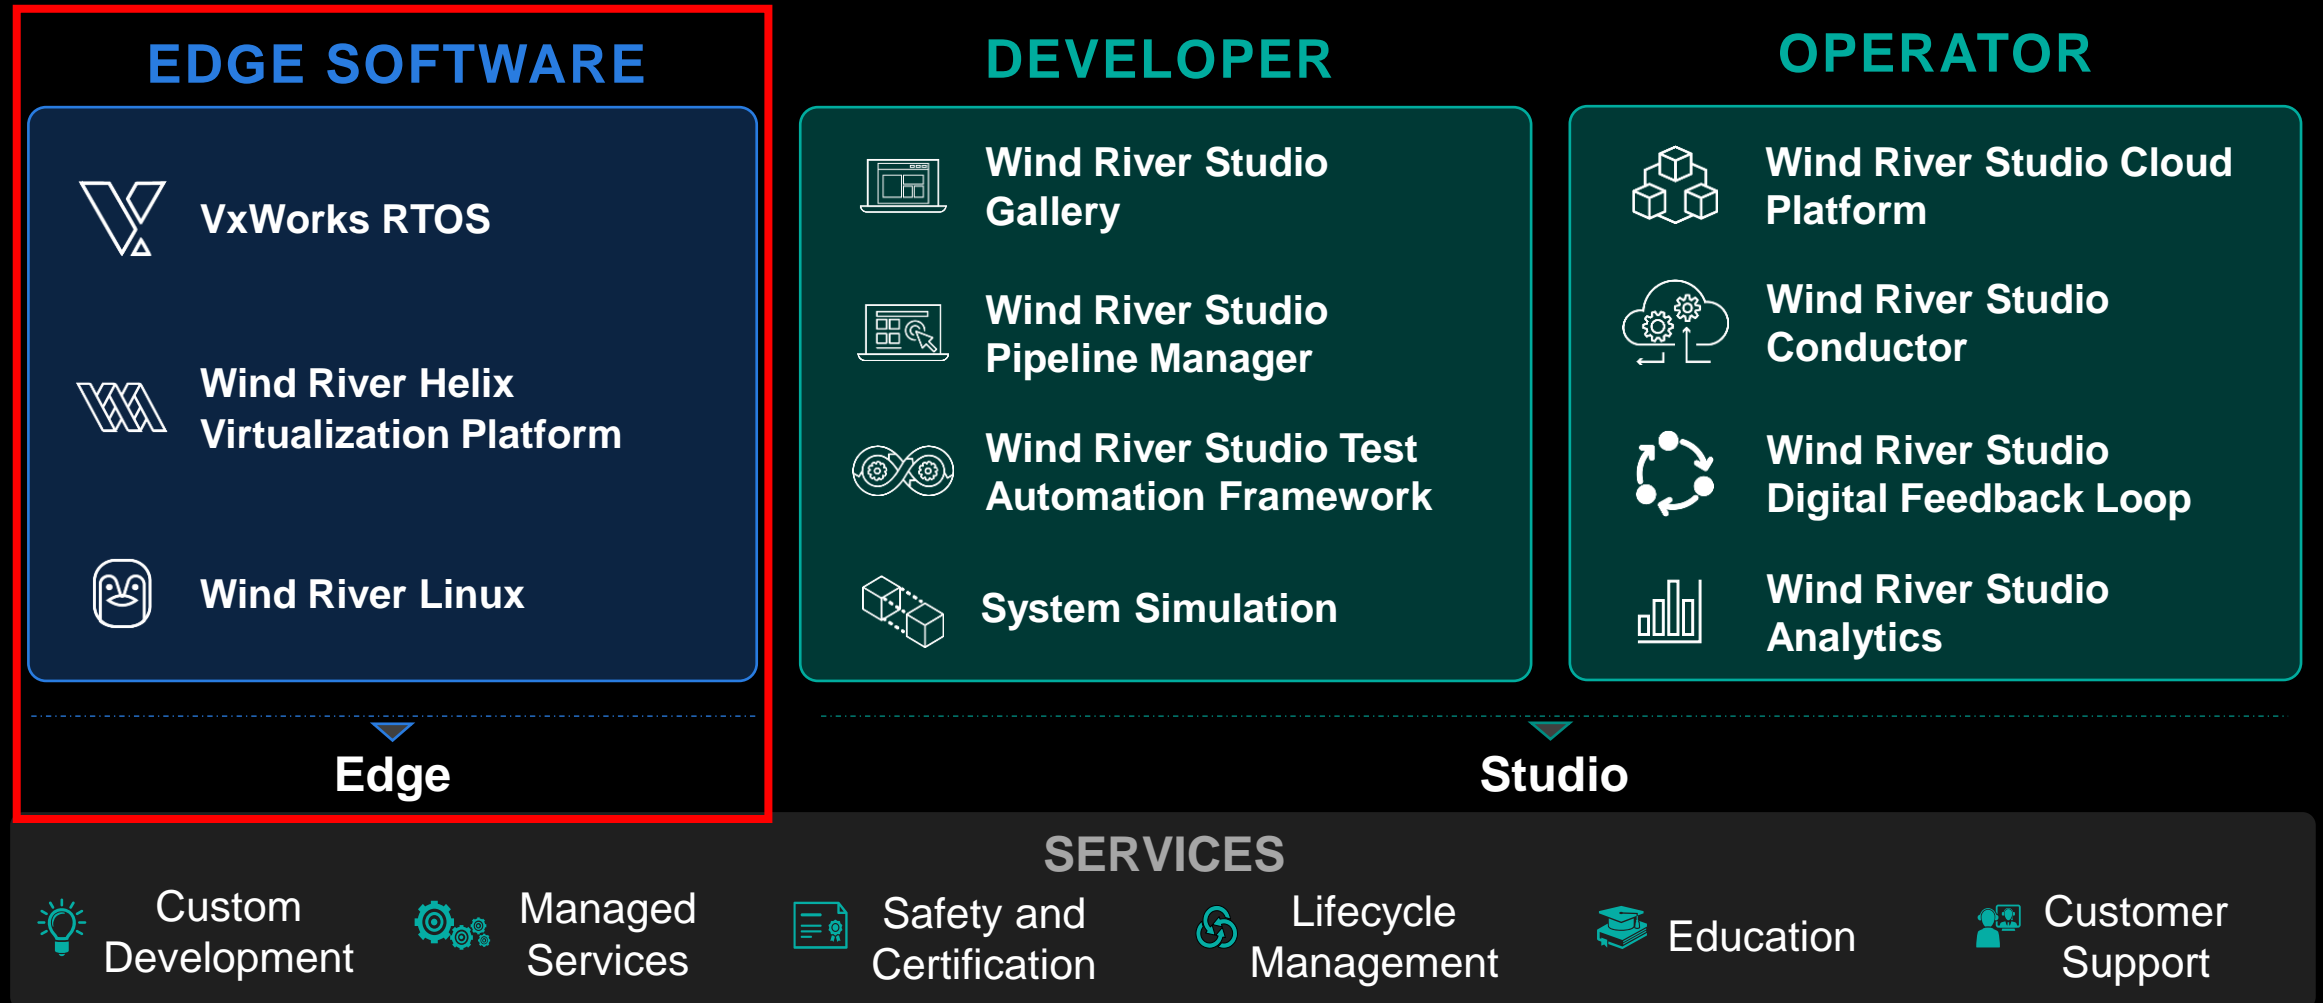 EDGE SOFTWARE
VxWorks RTOS
Wind River Helix
Virtualization Platform
Wind River Linux
Edge
DEVELOPER
Wind River Studio
Gallery
Wind River Studio
Pipeline Manager
Wind River Studio Test
Automation Framework
System Simulation
OPERATOR
Wind River Studio Cloud
Platform
Wind River Studio
Conductor
Wind River Studio
Digital Feedback Loop
Wind River Studio
Analytics
Studio
SERVICES
Custom
Development
Managed
Services
Safety and
Certification
Lifecycle
Management
Education
Customer
Support